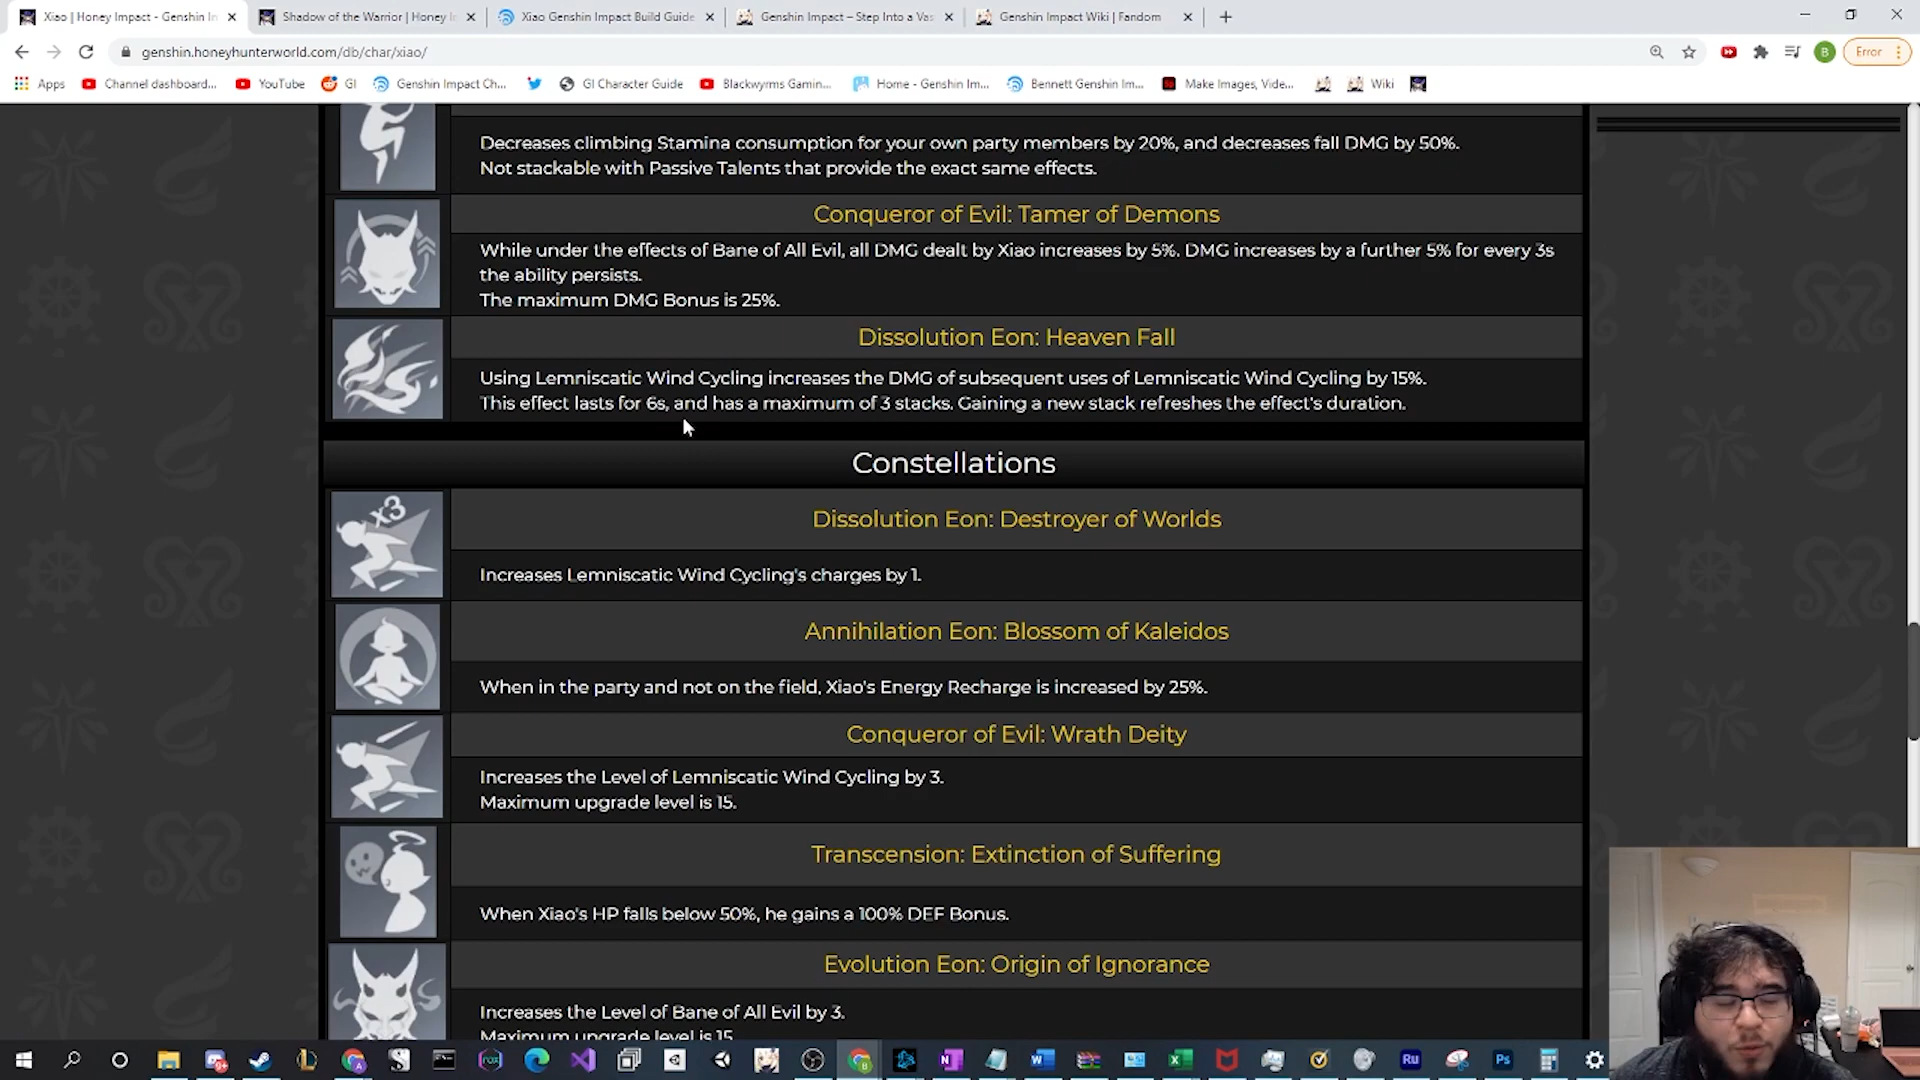 Xiao | Honey Impact - Genshin In
Shadow of the Warrior | Honey I
Xiao Genshin Impact Build Guide
Genshin Impact – Step Into a Vas
Genshin Impact Wiki | Fandom
genshin.honeyhunterworld.com/db/char/xiao/
B
Error
Apps
Channel dashboard...
YouTube
GI
Genshin Impact Ch...
GI Character Guide
Blackwyrms Gamin...
Home - Genshin Im...
Bennett Genshin Im...
Make Images, Vide...
Wiki
Decreases climbing Stamina consumption for your own party members by 20%, and decreases fall DMG by 50%.
Not stackable with Passive Talents that provide the exact same effects.
Conqueror of Evil: Tamer of Demons
While under the effects of Bane of All Evil, all DMG dealt by Xiao increases by 5%. DMG increases by a further 5% for every 3s
the ability persists.
The maximum DMG Bonus is 25%.
Dissolution Eon: Heaven Fall
Using Lemniscatic Wind Cycling increases the DMG of subsequent uses of Lemniscatic Wind Cycling by 15%.
This effect lasts for 6s, and has a maximum of 3 stacks. Gaining a new stack refreshes the effect's duration.
Constellations
x3
Dissolution Eon: Destroyer of Worlds
Increases Lemniscatic Wind Cycling's charges by 1.
Annihilation Eon: Blossom of Kaleidos
When in the party and not on the field, Xiao's Energy Recharge is increased by 25%.
Conqueror of Evil: Wrath Deity
Increases the Level of Lemniscatic Wind Cycling by 3.
Maximum upgrade level is 15.
Transcension: Extinction of Suffering
When Xiao's HP falls below 50%, he gains a 100% DEF Bonus.
Evolution Eon: Origin of Ignorance
Increases the Level of Bane of All Evil by 3.
Maximum upgrade level is 15
Ru
Ps